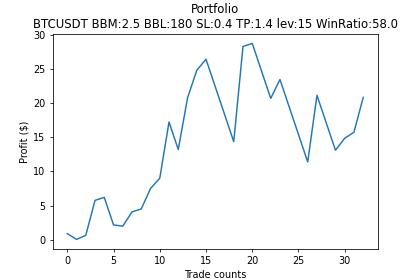 Portfolio
BTCUSDT BBM:2.5 BBL:180 SL:0.4 TP:1.4 lev:15 WinRatio:58.0
30
25
20
15
10
5
0
Profit ($)
0 5 10 15 20 25 30
Trade counts